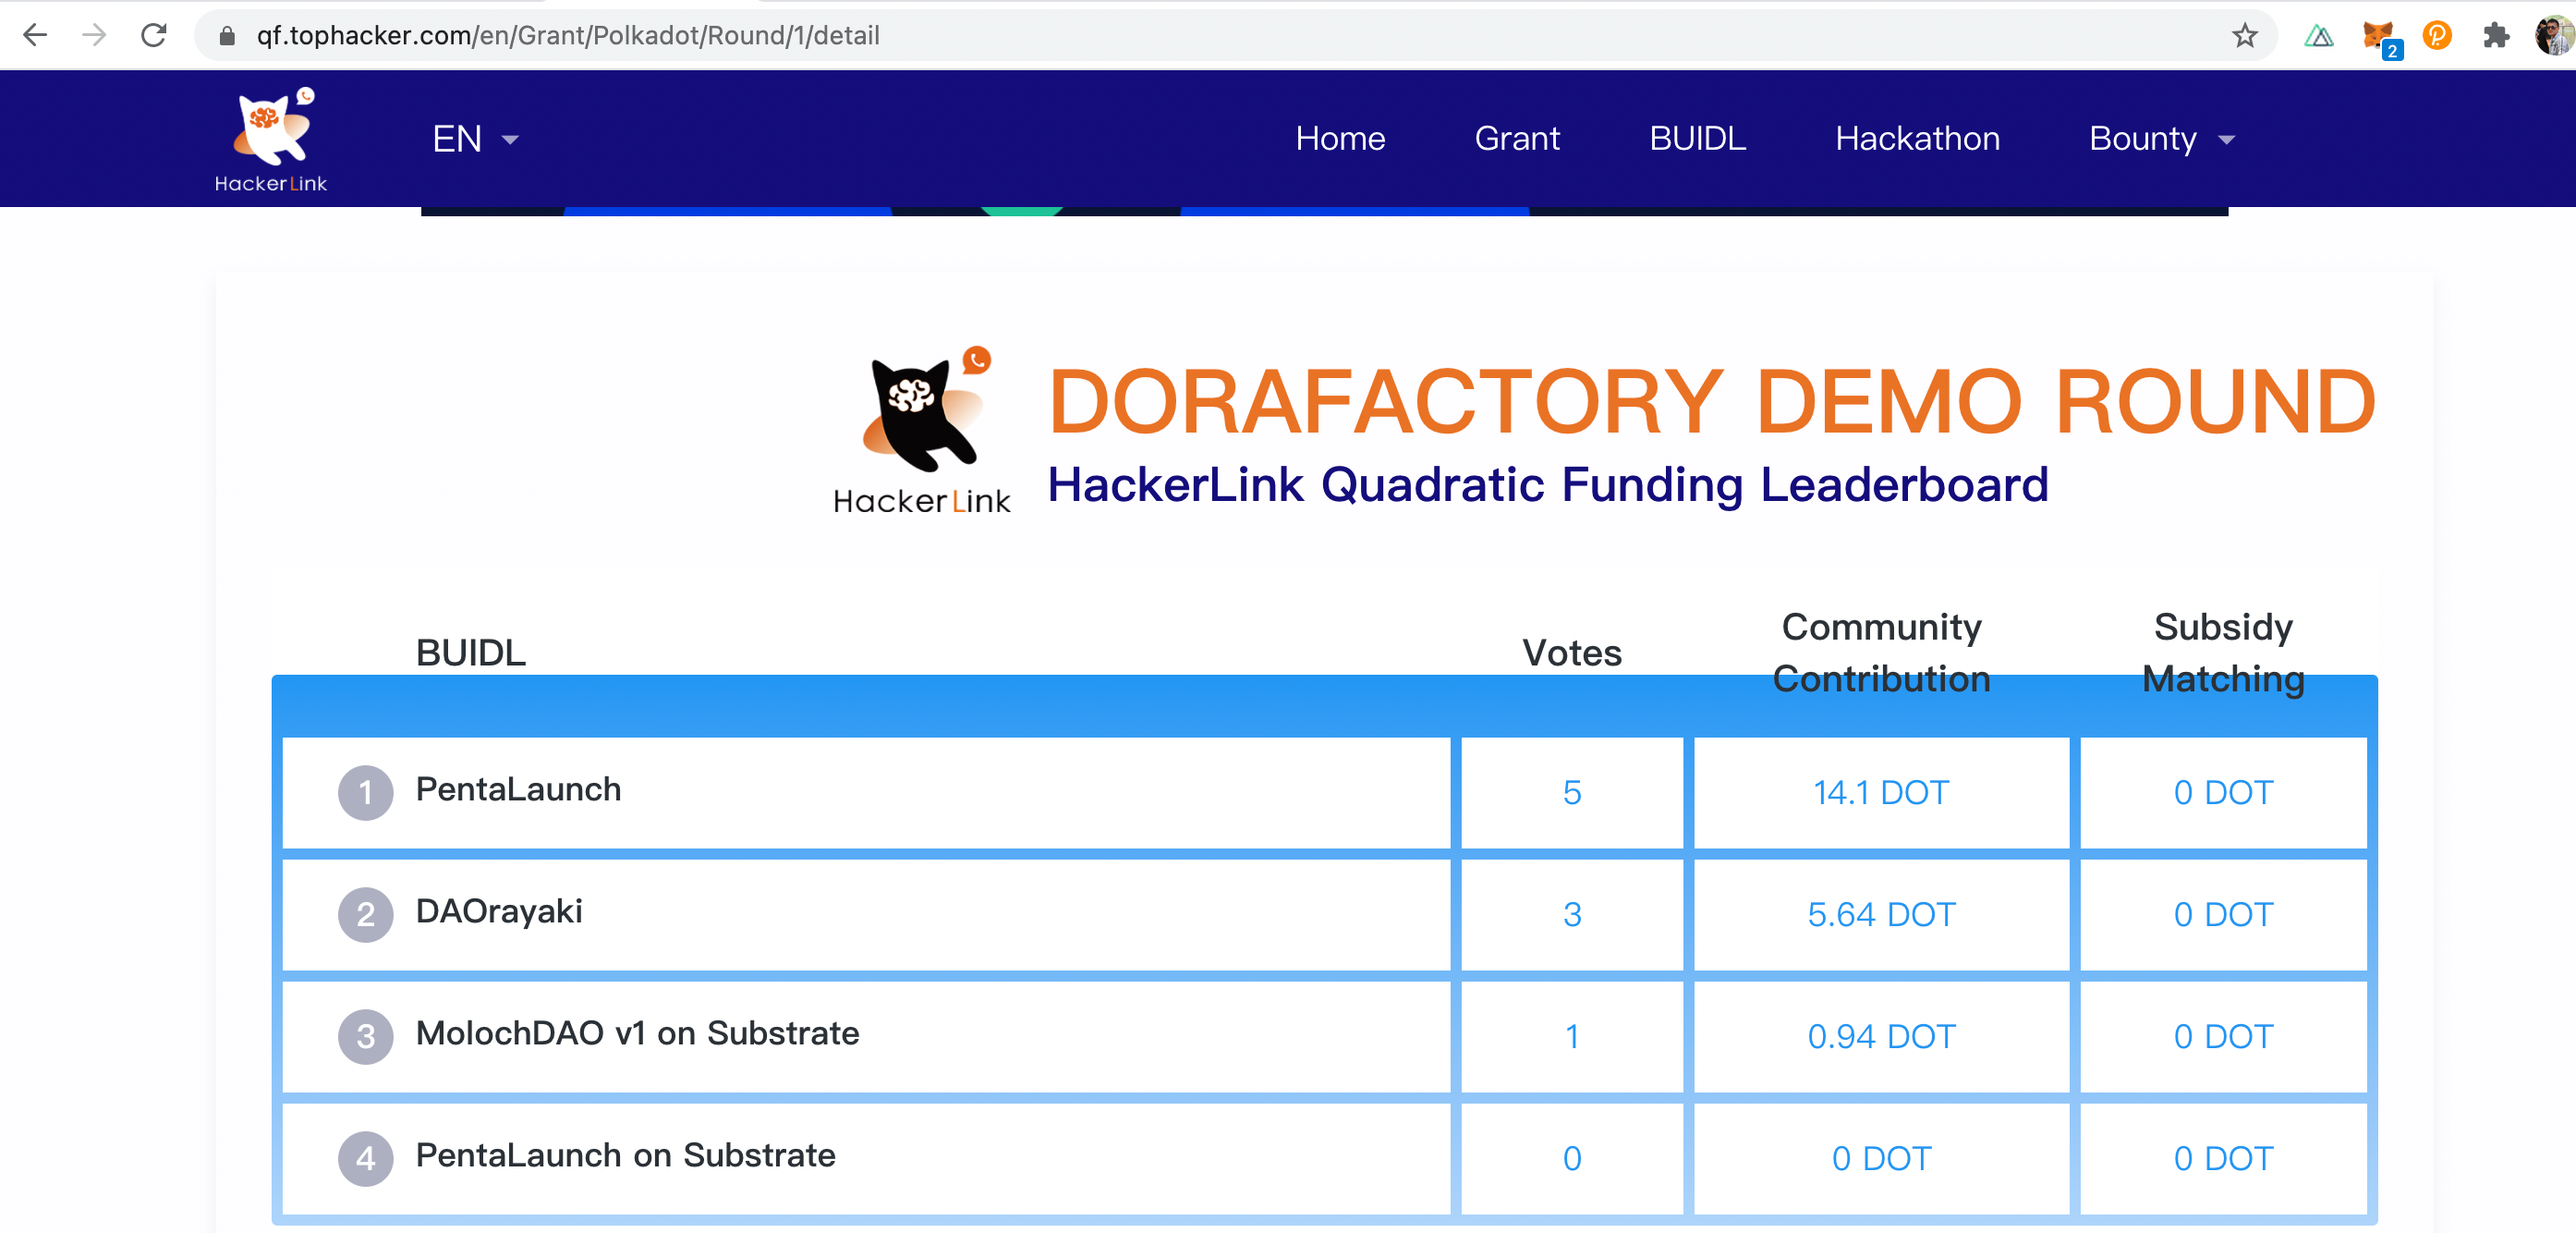 qf.tophacker.com/en/Grant/Polkadot/Round/1/detail
2
HackerLink
EN
Home
Grant
BUIDL
Hackathon
Bounty
HackerLink
DORAFACTORY DEMO ROUND
HackerLink Quadratic Funding Leaderboard
BUIDL
Votes
Community
Contribution
Subsidy
Matching
1 PentaLaunch 5 14.1 DOT 0 DOT
2 DAOrayaki 3 5.64 DOT 0 DOT
3 MolochDAO v1 on Substrate 1 0.94 DOT 0 DOT
4 PentaLaunch on Substrate 0 0 DOT 0 DOT